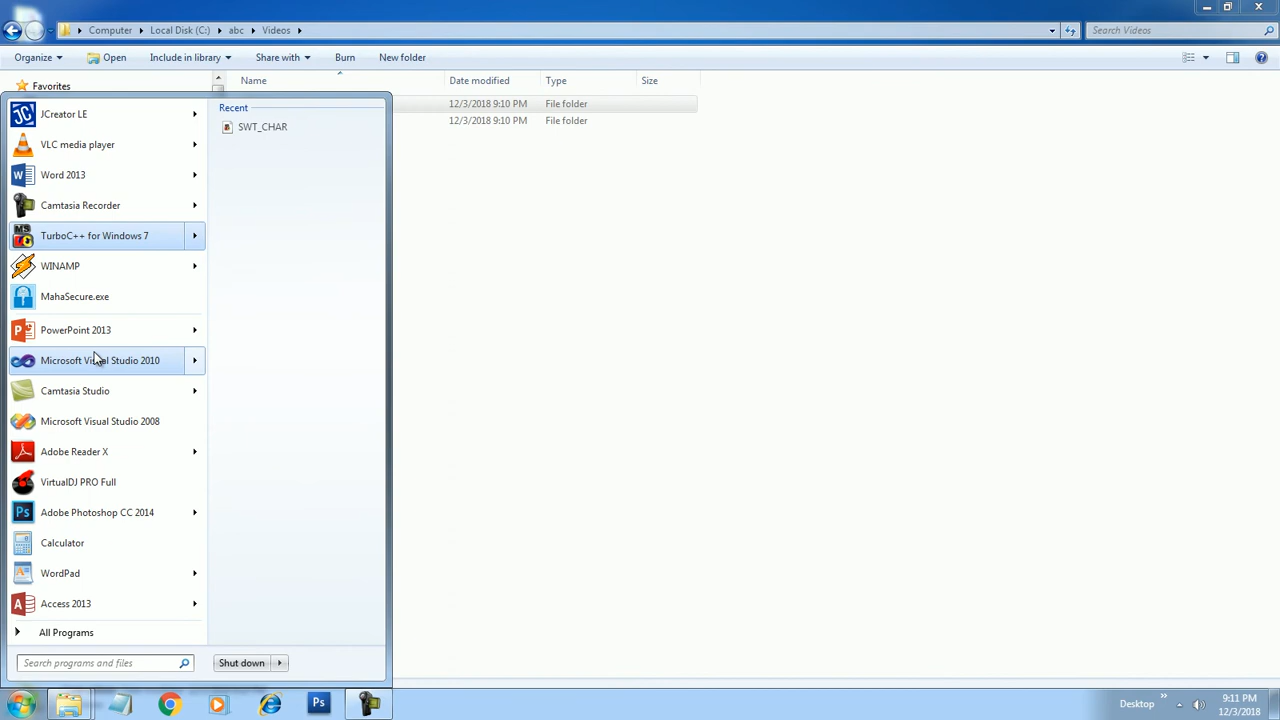 Computer Local Disk (C:) abc Videos
Search Videos
Organize Open Include in library Share with Burn New folder
Favorites
Name Date modified Type Size
12/3/2018 9:10 PM File folder
12/3/2018 9:10 PM File folder
JCreator LE
VLC media player
Word 2013
Camtasia Recorder
TurboC++ for Windows 7
WINAMP
MahaSecure.exe
PowerPoint 2013
Microsoft Visual Studio 2010
Camtasia Studio
Microsoft Visual Studio 2008
Adobe Reader X
VirtualDJ PRO Full
Adobe Photoshop CC 2014
Calculator
WordPad
Access 2013
All Programs
Search programs and files
Recent
SWT_CHAR
Shut down
Ps
Desktop
9:11 PM
12/3/2018